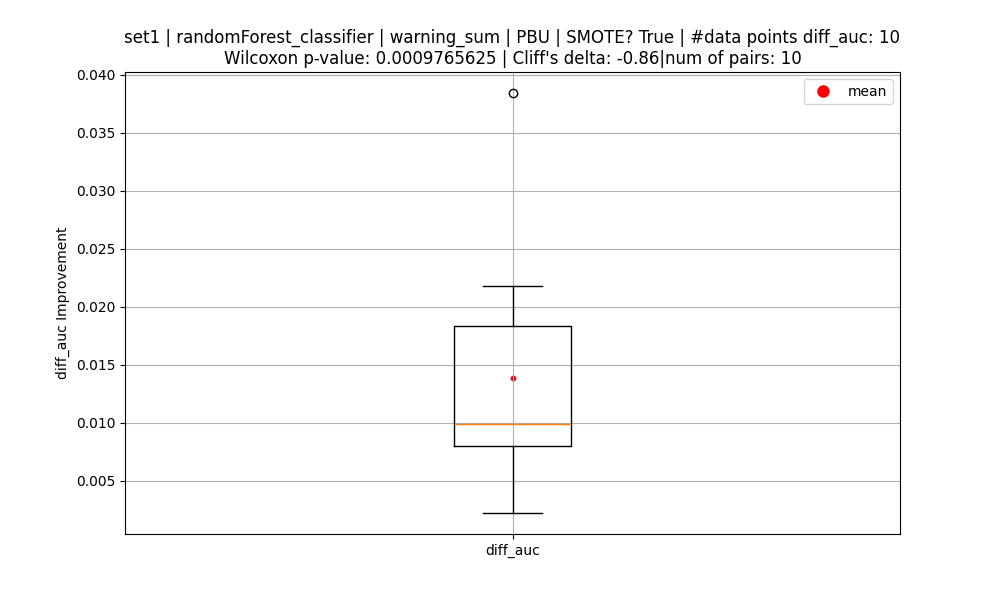 set1 | randomForest_classifier | warning_sum | PBU | SMOTE? True | #data points diff_auc: 10
Wilcoxon p-value: 0.0009765625 | Cliff's delta: -0.86|num of pairs: 10
mean
0.040
0.035
0.030
0.025
0.020
0.015
0.010
0.005
diff_auc Improvement
diff_auc